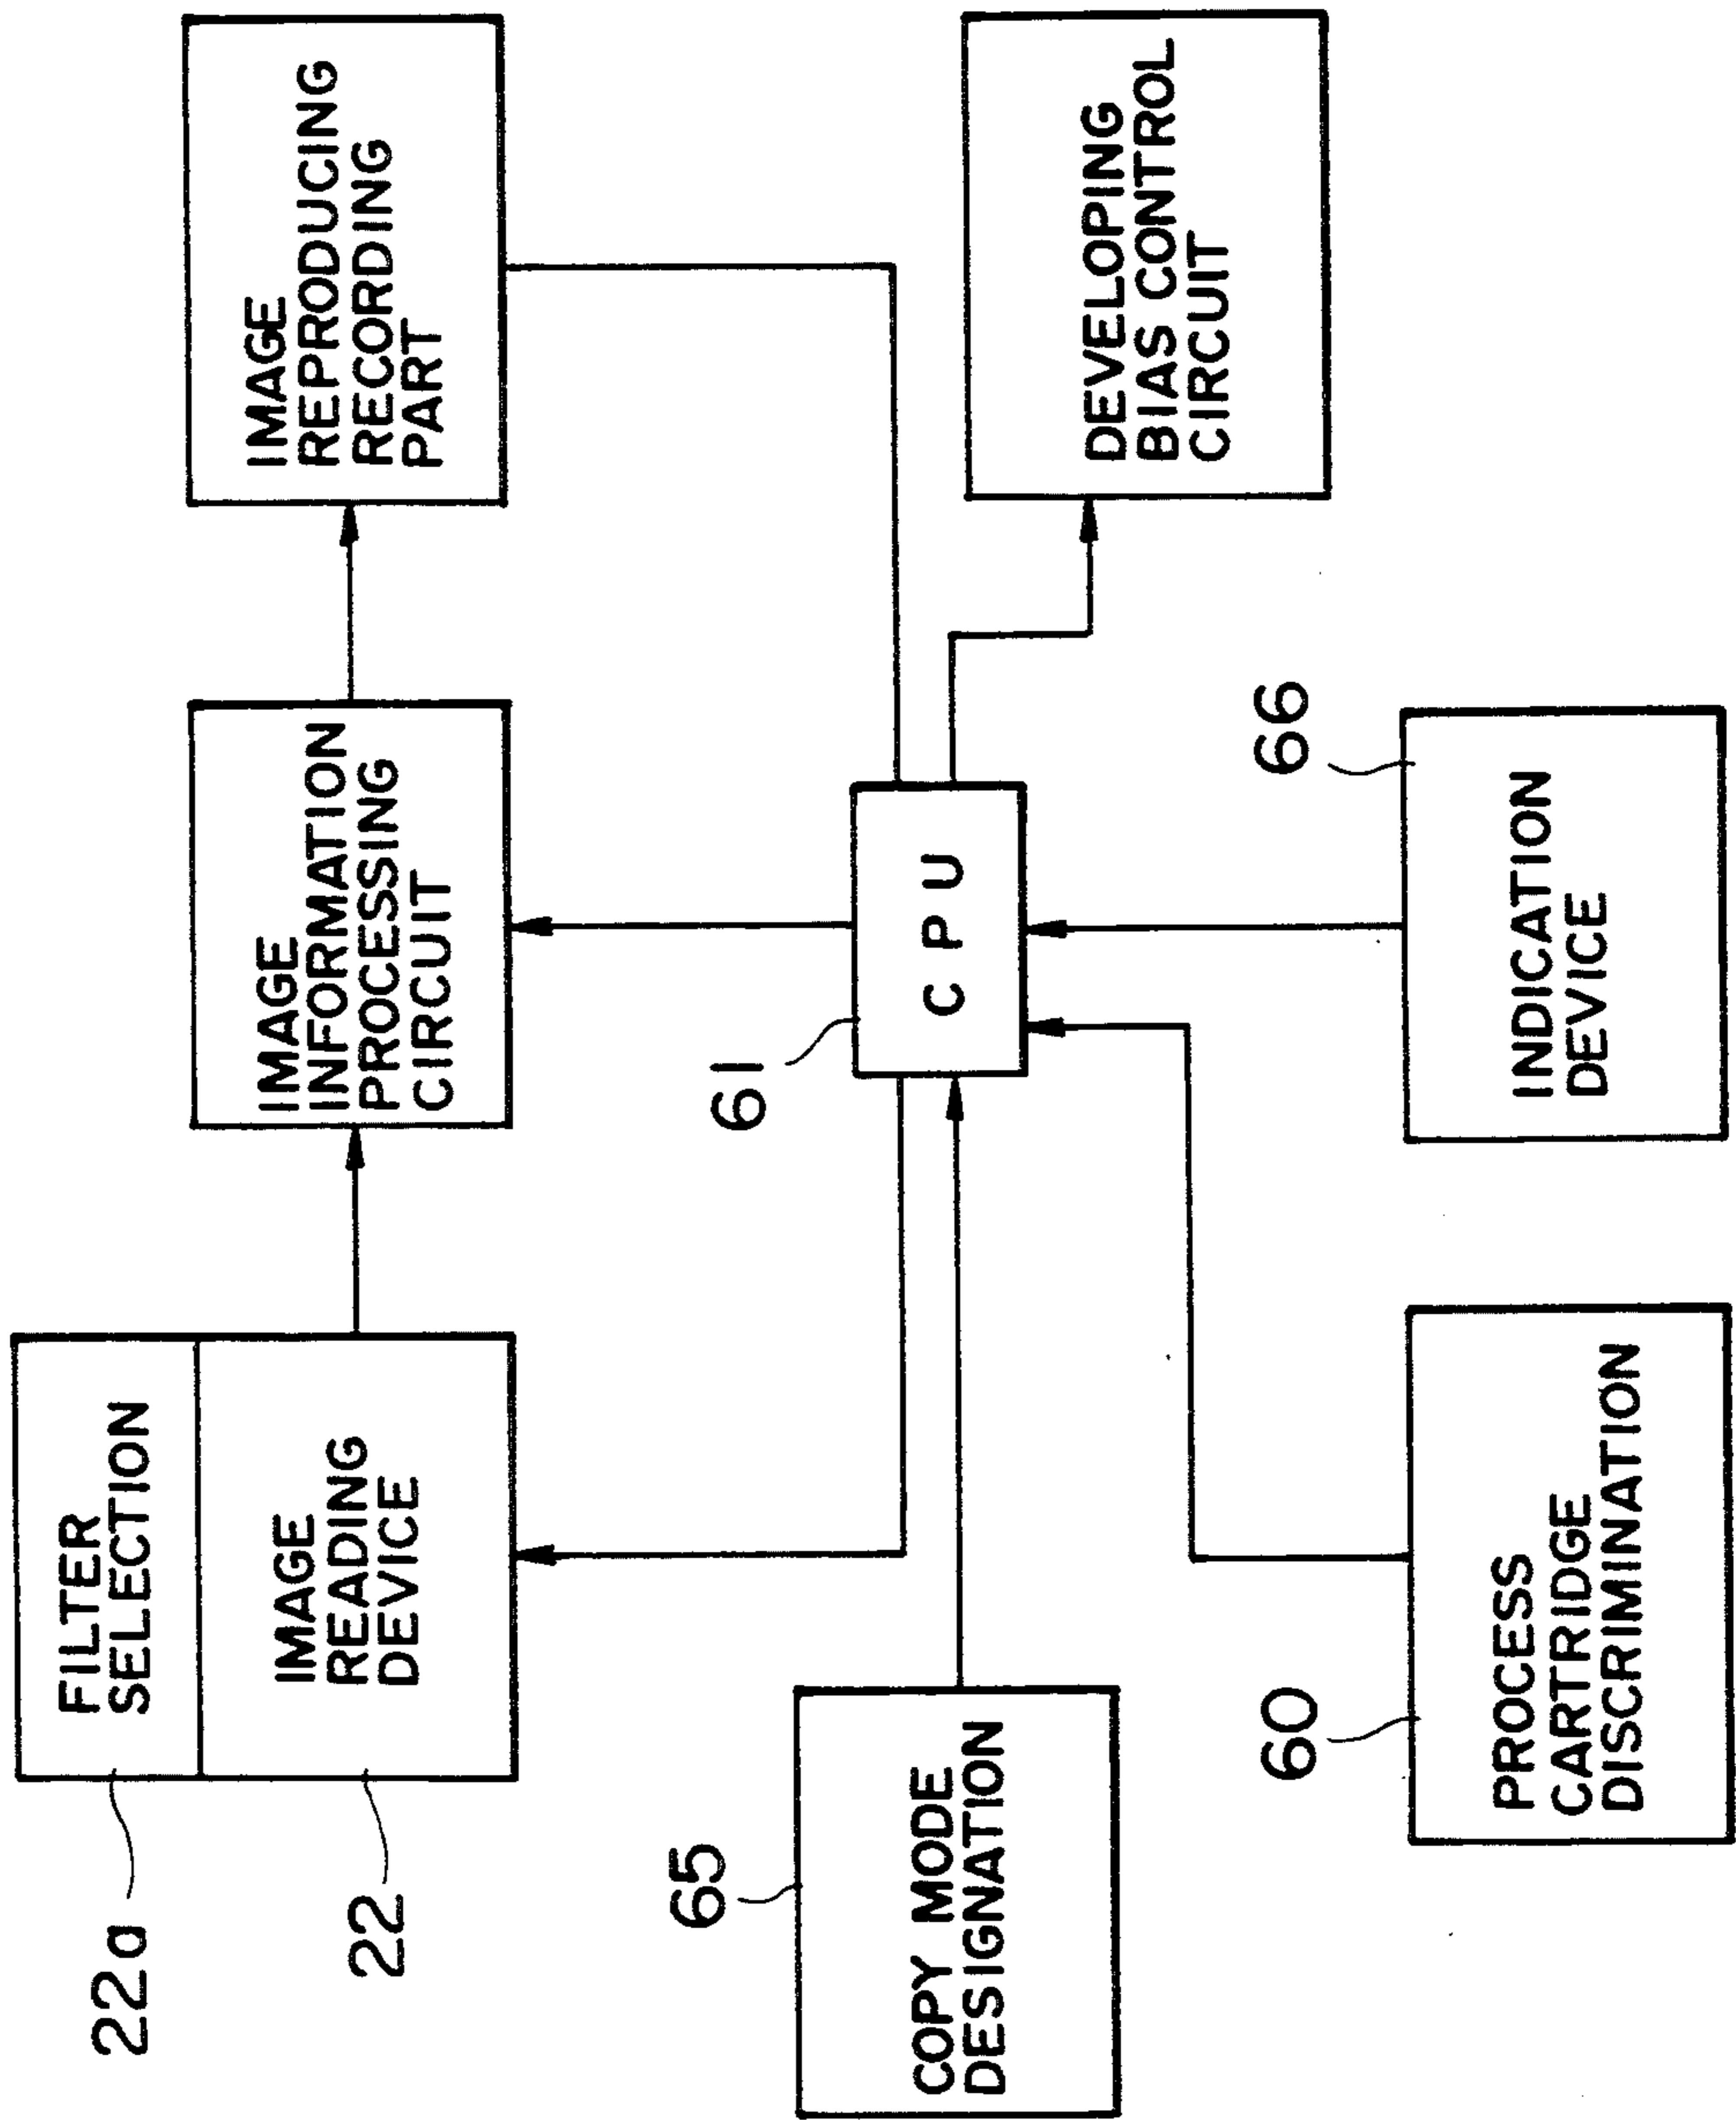 22a
FILTER
SELECTION
22
IMAGE
READING
DEVICE
IMAGE
INFORMATION
PROCESSING
CIRCUIT
IMAGE
REPRODUCING
RECORDING
PART
65
COPY MODE
DESIGNATION
61
CPU
DEVELOPING
BIAS CONTROL
CIRCUIT
60
PROCESS
CARTRIDGE
DISCRIMINATION
66
INDICATION
DEVICE